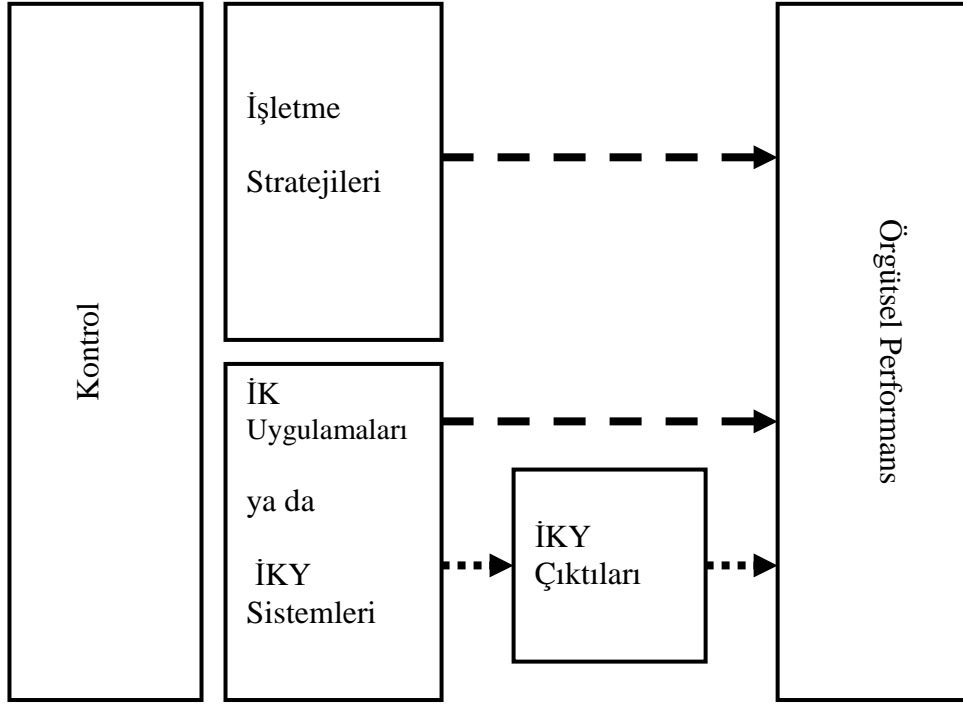 Kontrol
İşletme
Stratejileri
İK
Uygulamaları
ya da
İKY
Sistemleri
İKY
Çıktıları
Örgütsel Performans